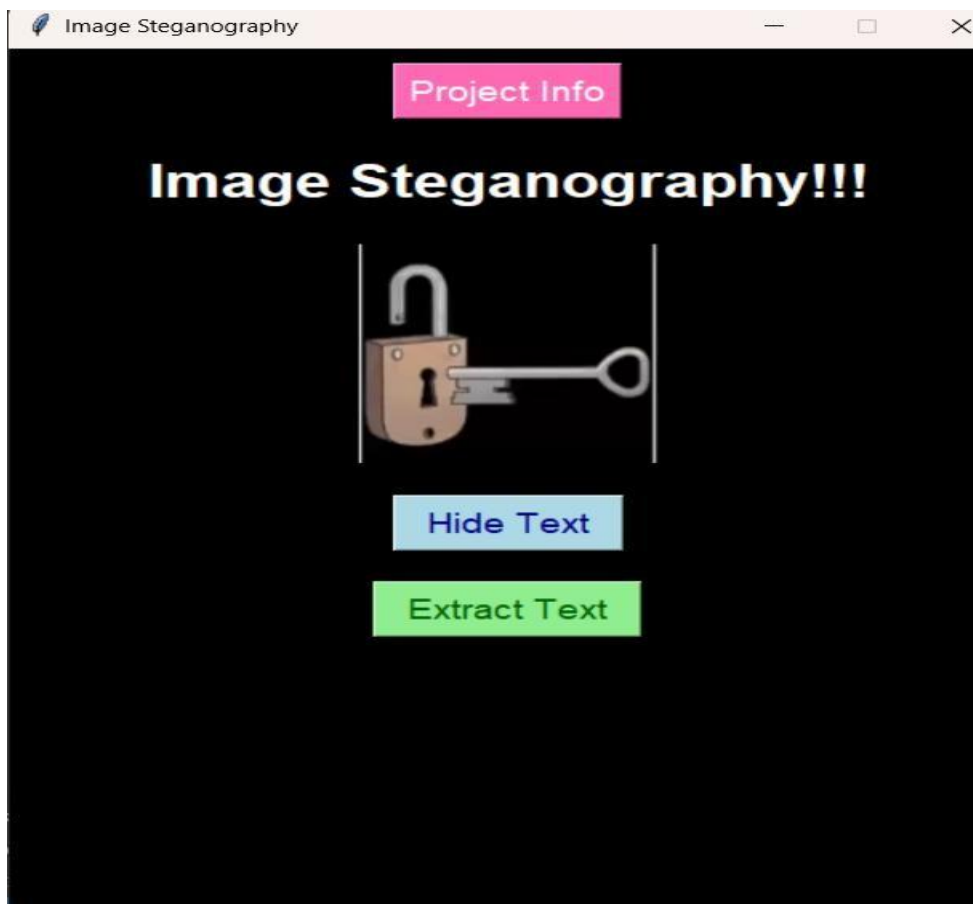 Image Steganography
Project Info
Image Steganography!!!
Hide Text
Extract Text